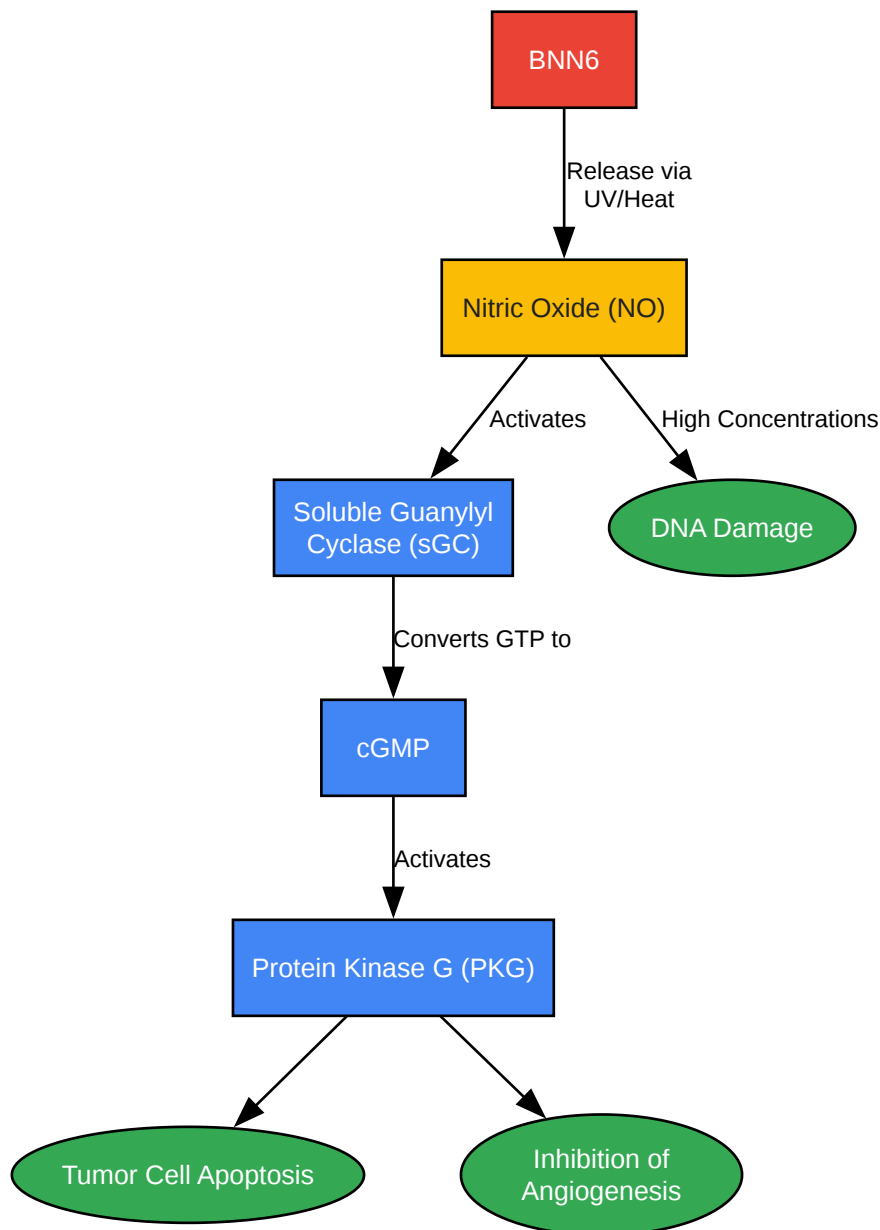 BNN6
Release via
UV/Heat
Nitric Oxide (NO)
Activates
High Concentrations
Soluble Guanylyl
Cyclase (sGC)
DNA Damage
Converts GTP to
cGMP
Activates
Protein Kinase G (PKG)
Tumor Cell Apoptosis
Inhibition of
Angiogenesis